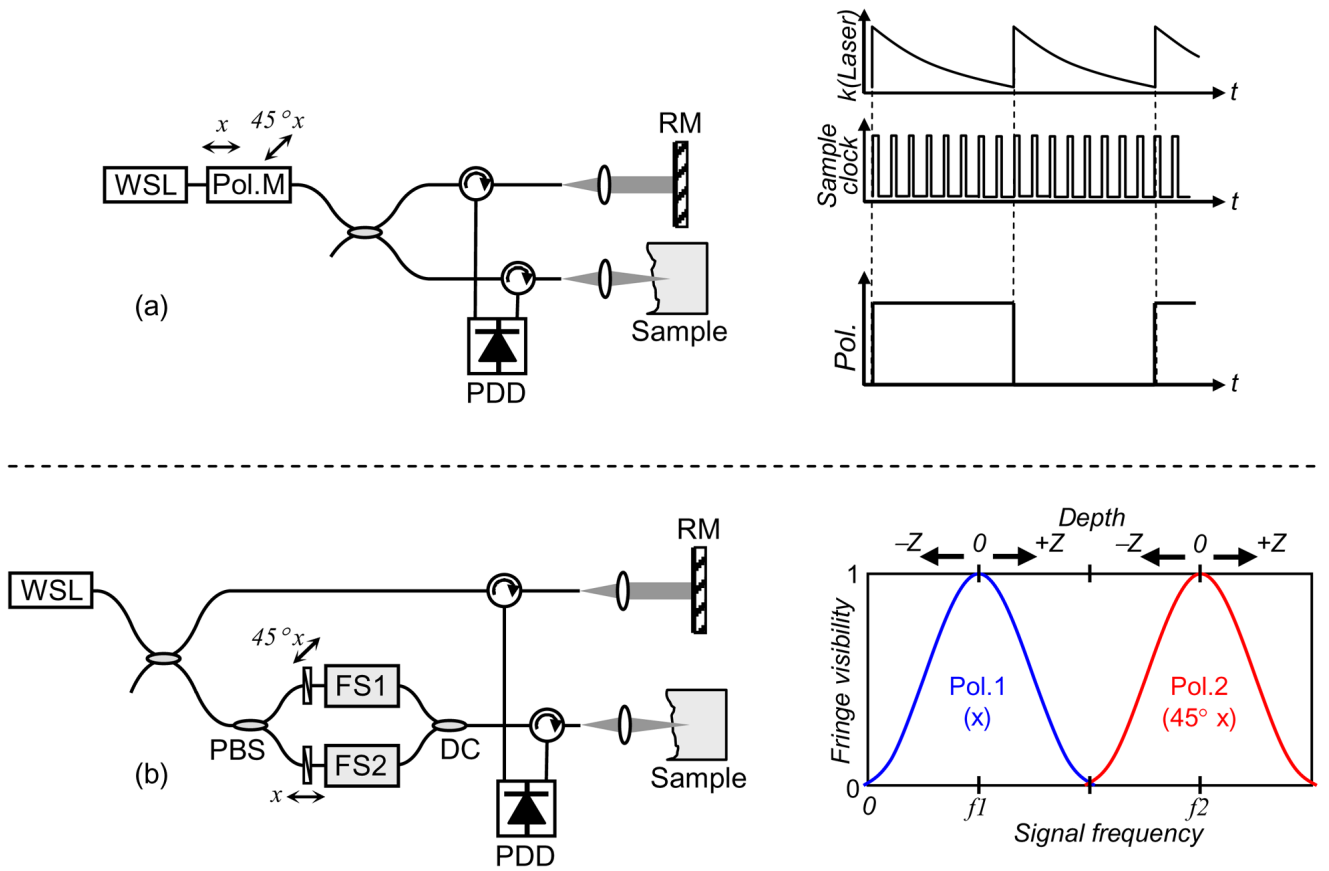 x
45° x
WSL
Pol.M
RM
Sample
PDD
(a)
k(Laser)
t
Sample
clock
Pol.
t
WSL
RM
45° x
FS1
PBS
FS2
DC
x
Sample
PDD
(b)
Depth
–Z 0 +Z –Z 0 +Z
1
Fringe visibility
Pol.1
(x)
Pol.2
(45° x)
0
0 f1 f2
Signal frequency